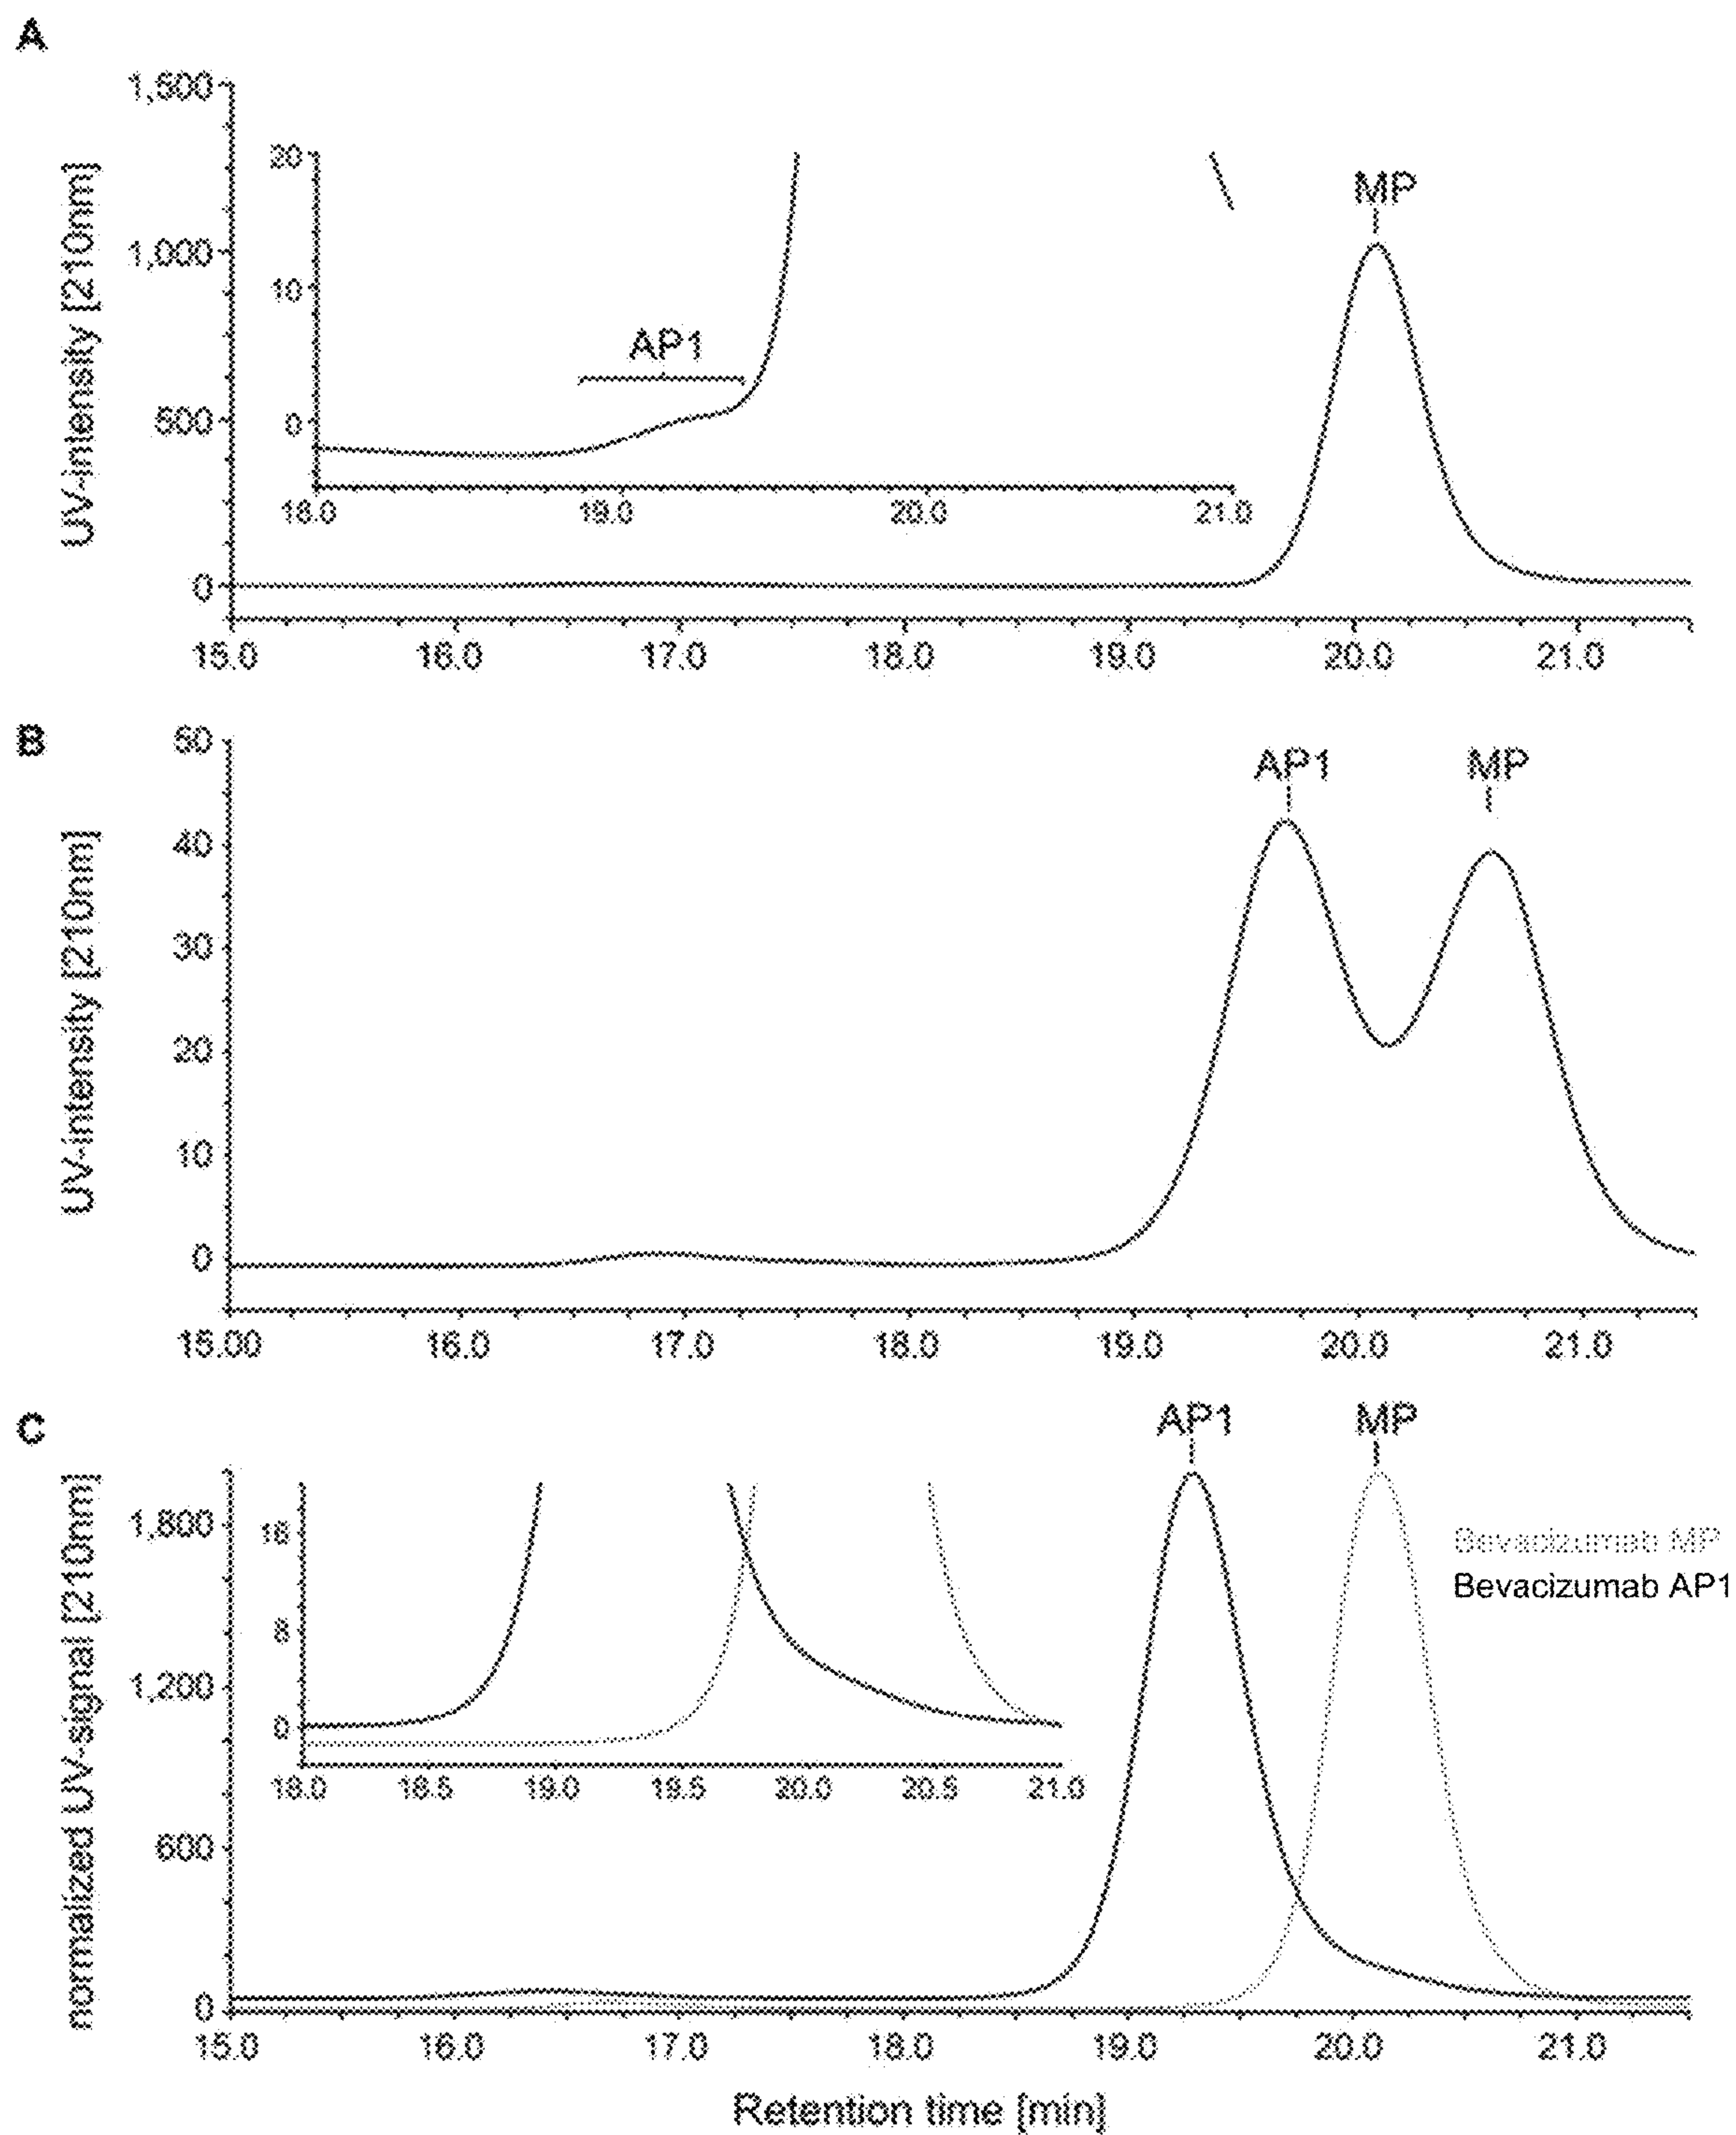 A
UV-intensity [210nm]
1,500
1,000
500
0
20
10
0
AP1
18.0 19.0 20.0 21.0
MP
15.0 16.0 17.0 18.0 19.0 20.0 21.0
B
UV-intensity [210nm]
50
40
30
20
10
0
AP1 MP
15.00 16.0 17.0 18.0 19.0 20.0 21.0
C
normalized UV-signal [210nm]
1,800
1,200
600
0
16
8
0
18.0 18.5 19.0 19.5 20.0 20.5 21.0
AP1 MP
Bevacizumab MP
Bevacizumab AP1
15.0 16.0 17.0 18.0 19.0 20.0 21.0
Retention time [min]